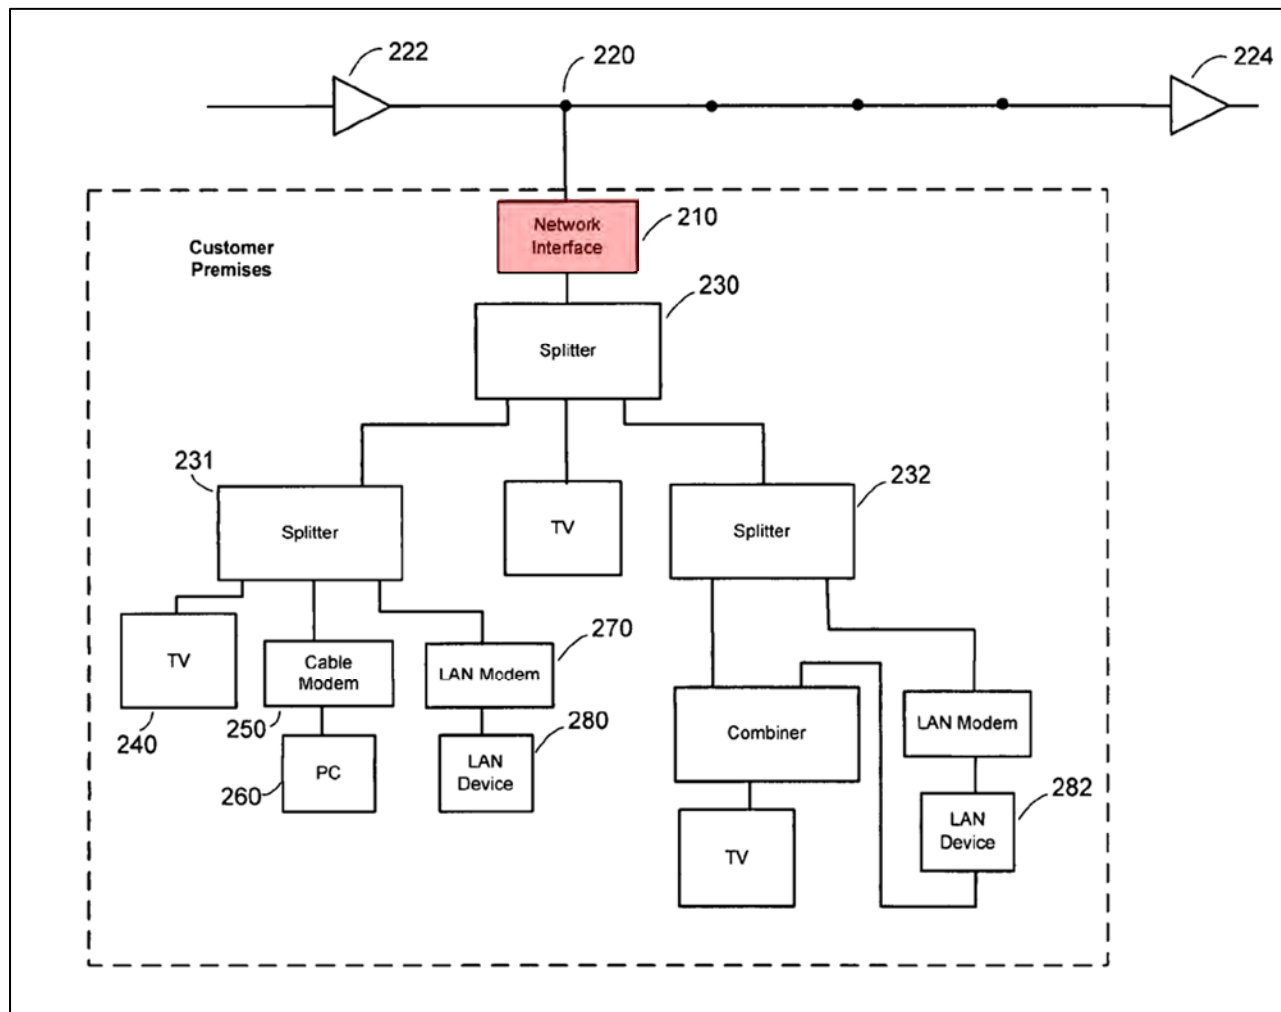 222
220
224
Network
Interface
210
Customer
Premises
230
Splitter
231
Splitter
TV
232
Splitter
TV
240
Cable
Modem
250
LAN Modem
270
PC
260
LAN
Device
280
Combiner
TV
LAN Modem
LAN
Device
282